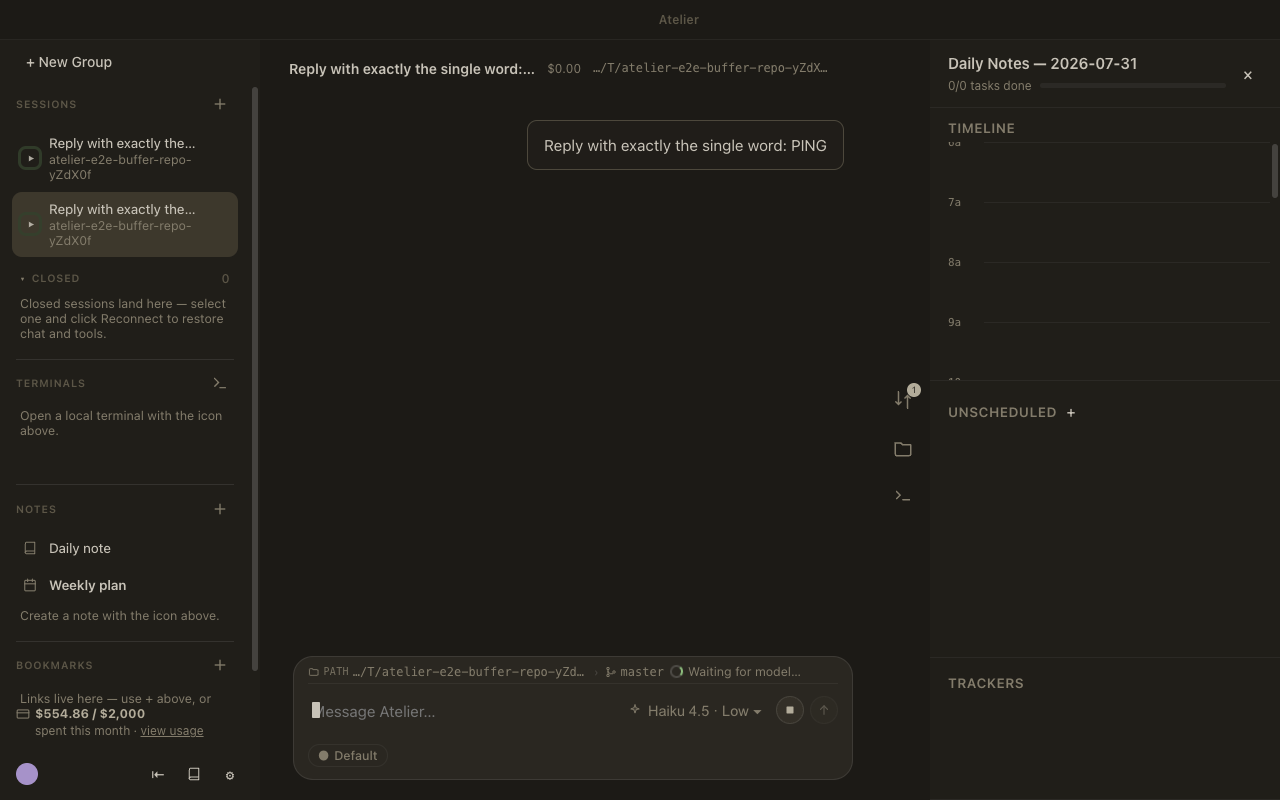 Atelier
+ New Group
SESSIONS
Reply with exactly the...
atelier-e2e-buffer-repo-
yZdX0f
Reply with exactly the...
atelier-e2e-buffer-repo-
yZdX0f
CLOSED 0
Closed sessions land here — select
one and click Reconnect to restore
chat and tools.
TERMINALS
Open a local terminal with the icon
above.
NOTES
Daily note
Weekly plan
Create a note with the icon above.
BOOKMARKS
Links live here — use + above, or
$554.86 / $2,000
spent this month · view usage
Reply with exactly the single word:... $0.00 …/T/atelier-e2e-buffer-repo-yZdX…
Reply with exactly the single word: PING
1
PATH …/T/atelier-e2e-buffer-repo-yZd… › master Waiting for model…
Message Atelier...
Haiku 4.5 · Low
Default
Daily Notes — 2026-07-31
0/0 tasks done
TIMELINE
6a
7a
8a
9a
UNSCHEDULED +
TRACKERS